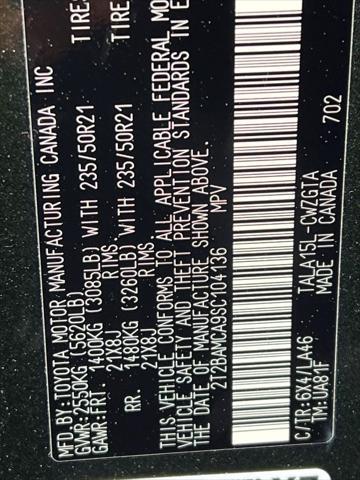 MFD.BY:TOYOTA MOTOR MANUFACTURING CANADA INC
GVWR:2550KG (5620LB) TIRE
GAWR:FRT. 1400KG (3085LB) WITH 235/50R21
21X8J RIMS.
RR. 1480KG (3260LB) WITH 235/50R21 TIRE
21X8J RIMS.
THIS VEHICLE CONFORMS TO ALL APPLICABLE FEDERAL MO
VEHICLE SAFETY AND THEFT PREVENTION STANDARDS IN E
THE DATE OF MANUFACTURE SHOWN ABOVE.
2T2BAMCA9SC104136 MPV
C/TR:6X4/LA46 TALA15L-CWZGTA 702
TM:UA81F MADE IN CANADA